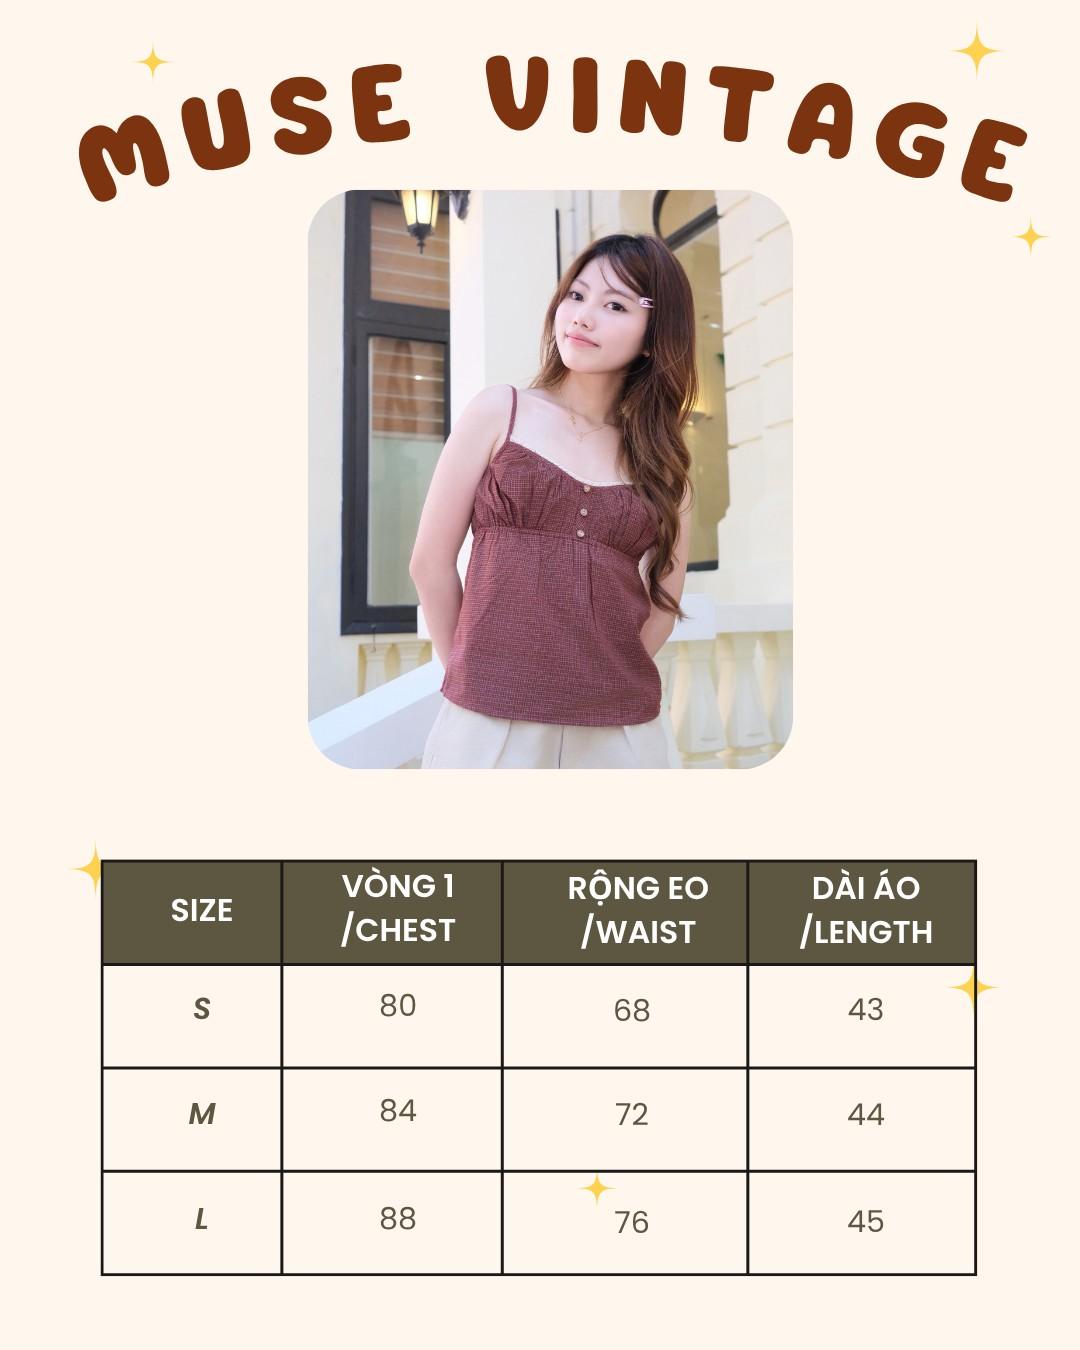 MUSE VINTAGE
SIZE
VÒNG 1
/CHEST
RỘNG EO
/WAIST
DÀI ÁO
/LENGTH
S 80 68 43
M 84 72 44
L 88 76 45